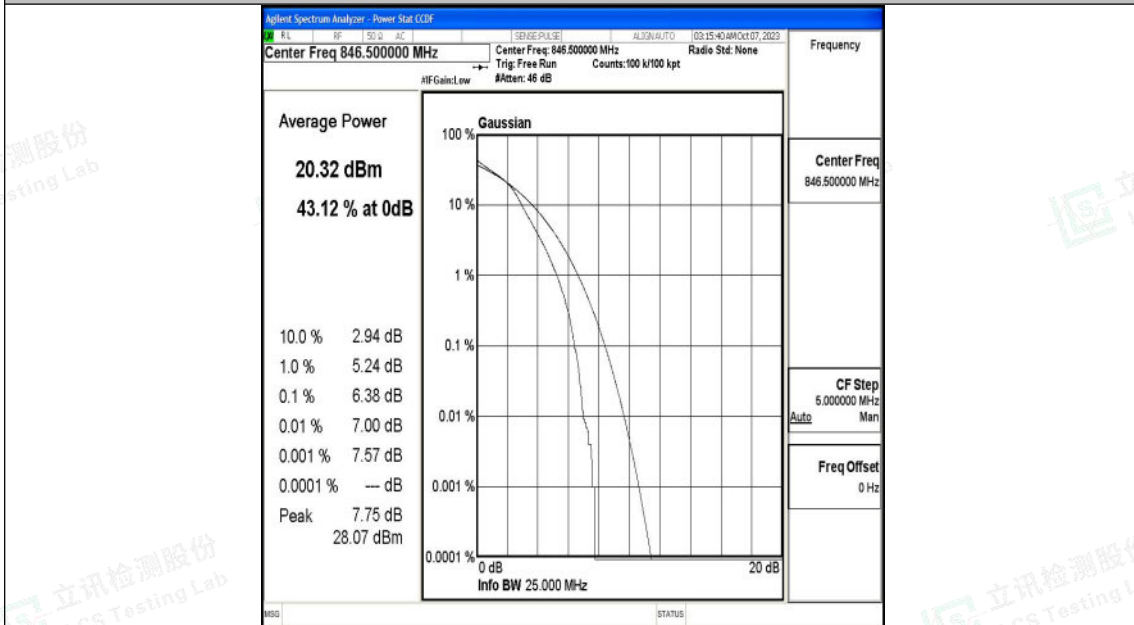 Agilent Spectrum Analyzer - Power Stat CCDF
RL RF 50 Ω AC SENSE:PULSE ALIGNAUTO 03:15:40 AM Oct 07, 2023
Center Freq 846.500000 MHz
Center Freq: 846.500000 MHz Radio Std: None
Trig: Free Run Counts:100 k/100 kpt
#IFGain:Low #Atten: 46 dB
Frequency
Average Power
20.32 dBm
43.12 % at 0dB
10.0 % 2.94 dB
1.0 % 5.24 dB
0.1 % 6.38 dB
0.01 % 7.00 dB
0.001 % 7.57 dB
0.0001 % --- dB
Peak 7.75 dB
28.07 dBm
Gaussian
100 %
10 %
1 %
0.1 %
0.01 %
0.001 %
0.0001 %
0 dB 20 dB
Info BW 25.000 MHz
Center Freq
846.500000 MHz
CF Step
5.000000 MHz
Auto Man
Freq Offset
0 Hz
MSG STATUS
测股份
sting Lab
立讯检测股份
CS Testing Lab
立讯检测股份
CS Testing L